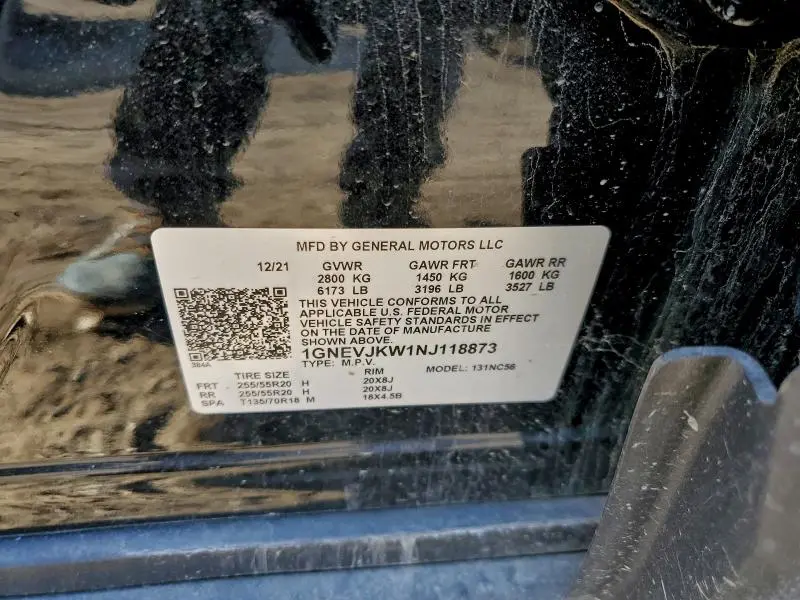 MFD BY GENERAL MOTORS LLC
12/21 GVWR GAWR FRT GAWR RR
2800 KG 1450 KG 1600 KG
6173 LB 3196 LB 3527 LB
THIS VEHICLE CONFORMS TO ALL
APPLICABLE U.S. FEDERAL MOTOR
VEHICLE SAFETY STANDARDS IN EFFECT
ON THE DATE OF MANUFACTURE
SHOWN ABOVE.
1GNEVJKW1NJ118873
384A TYPE: M.P.V. MODEL: 131NC56
TIRE SIZE RIM
FRT 255/55R20 H 20X8J
RR 255/55R20 H 20X8J
SPA T135/70R18 M 18X4.5B